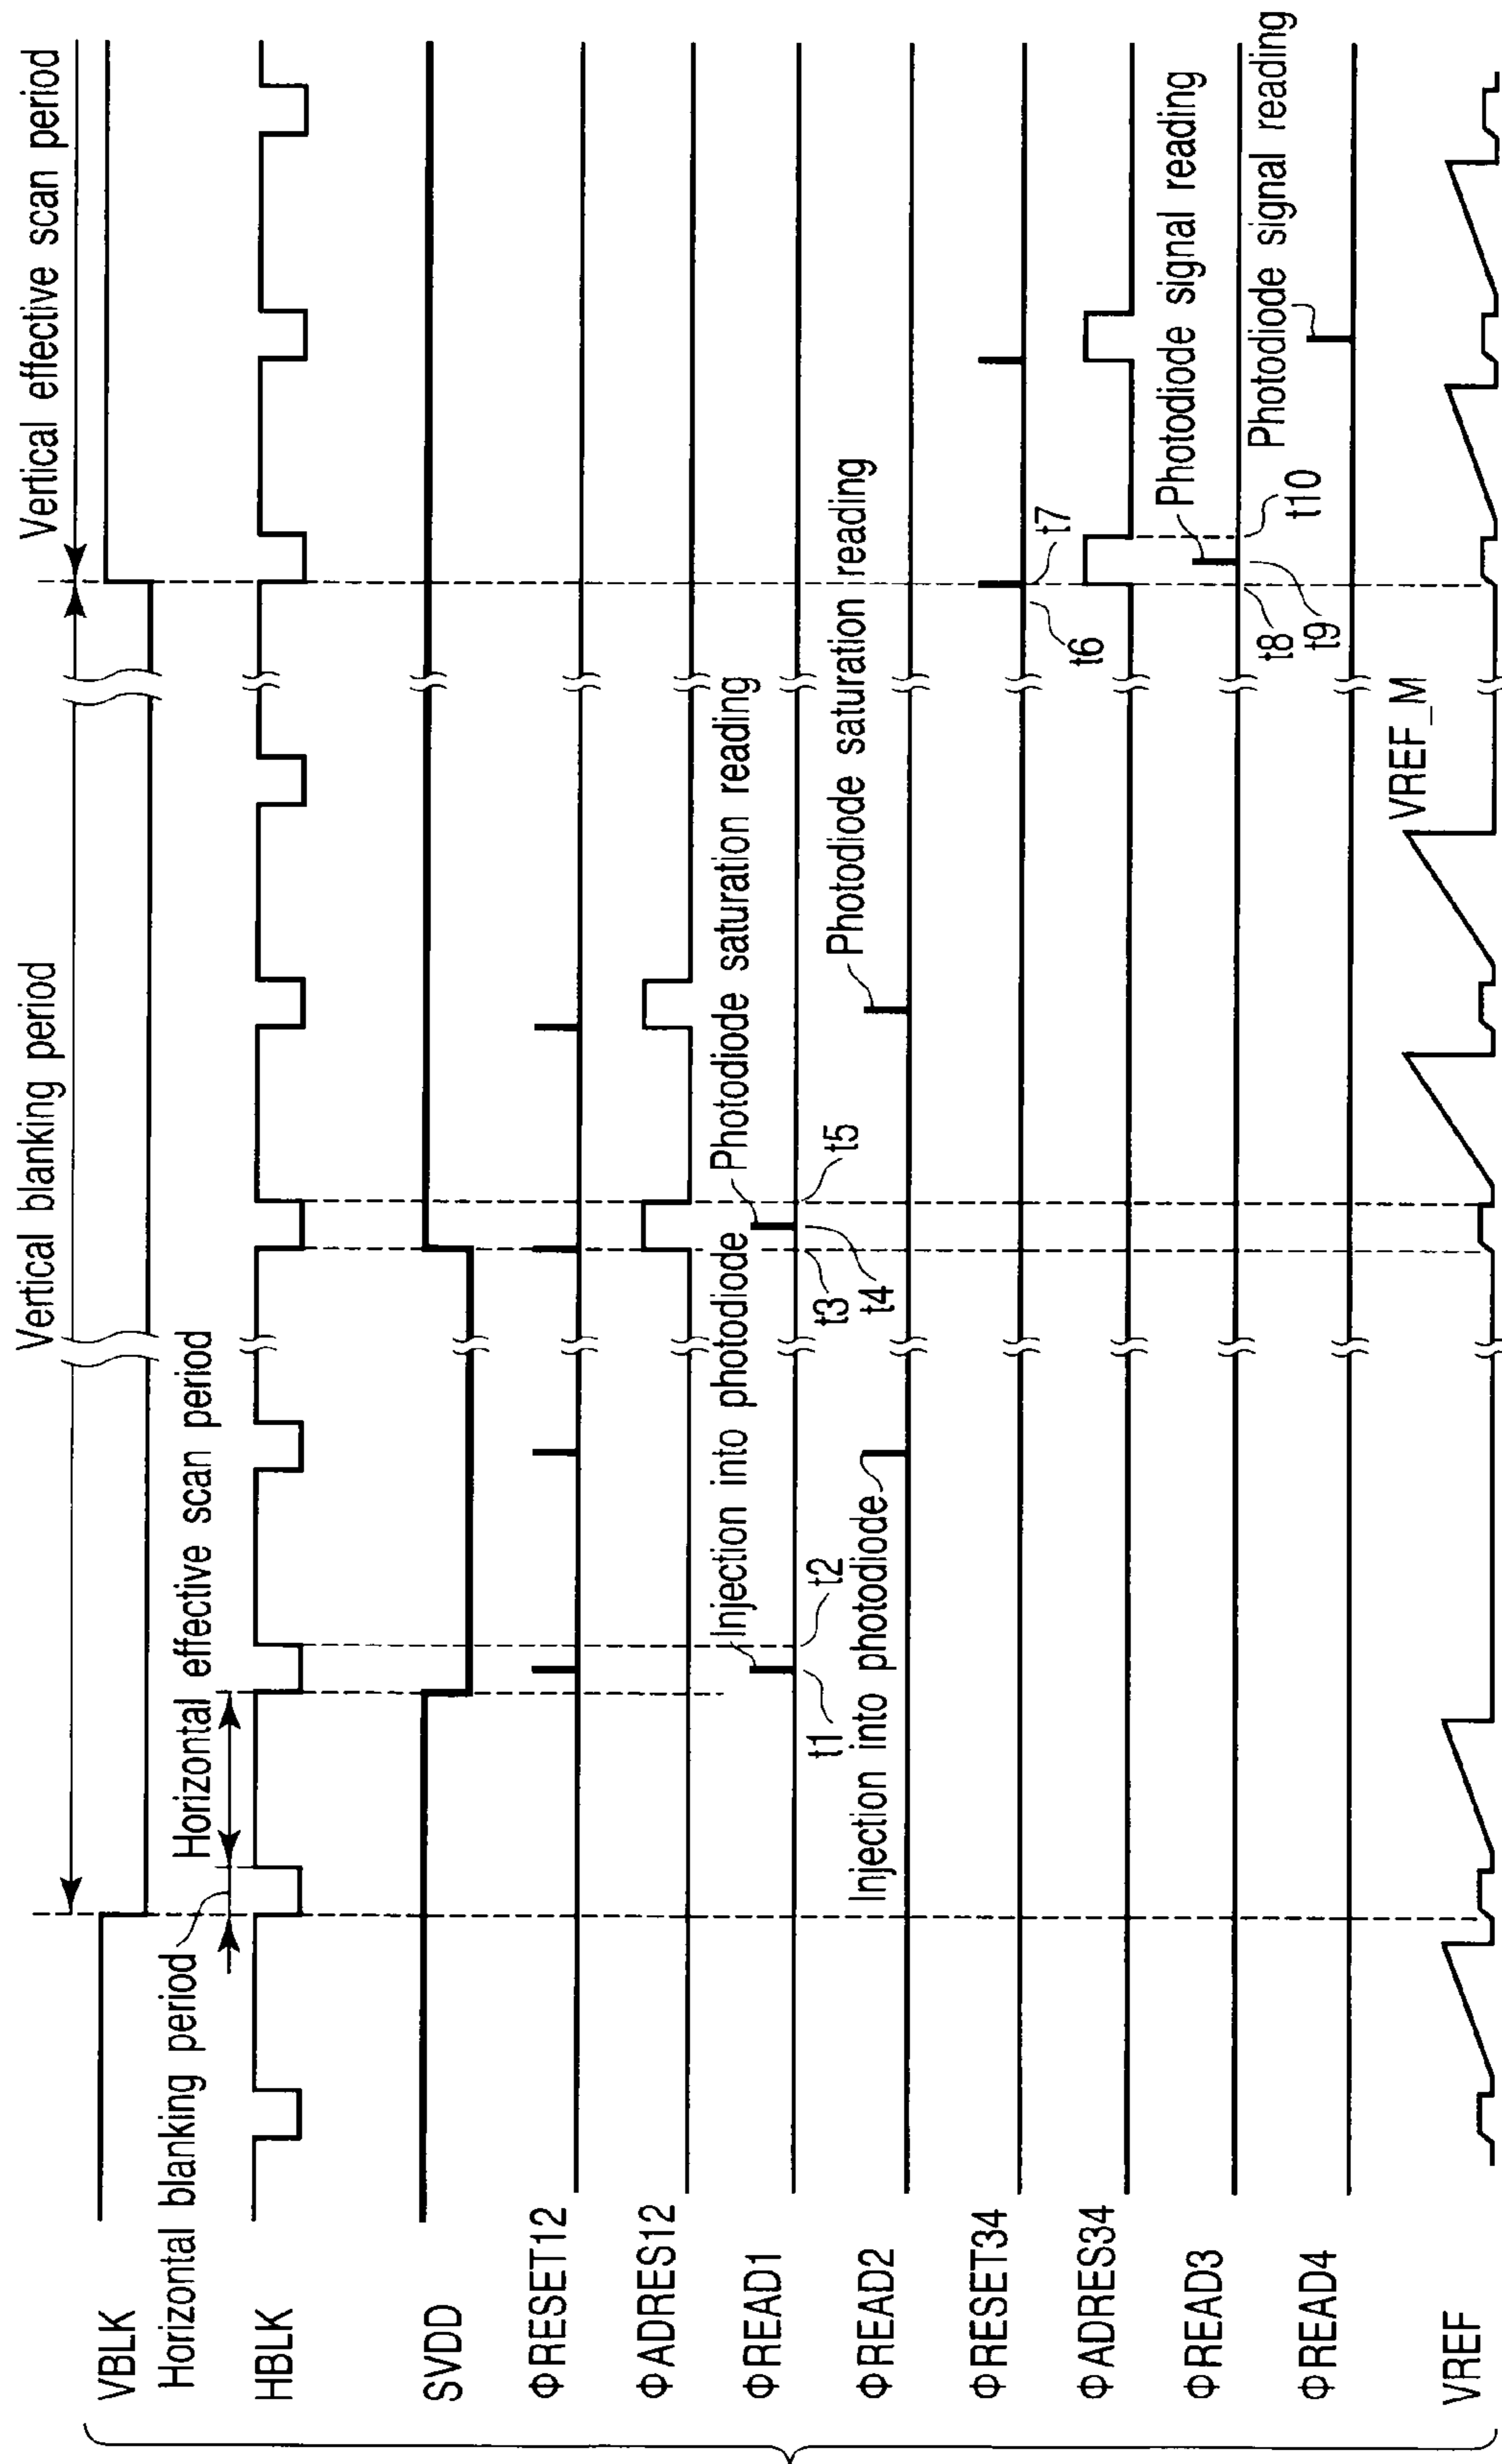 Vertical blanking period
Vertical effective scan period
VBLK
Horizontal blanking period
Horizontal effective scan period
HBLK
SVDD
ΦRESET12
ΦADRES12
Injection into photodiode
Photodiode saturation reading
ΦREAD1
t1
t2
t3
t4
t5
Injection into photodiode
Photodiode saturation reading
ΦREAD2
ΦRESET34
t6
t7
ΦADRES34
Photodiode signal reading
ΦREAD3
t8
t9
t10
Photodiode signal reading
ΦREAD4
VREF_M
VREF